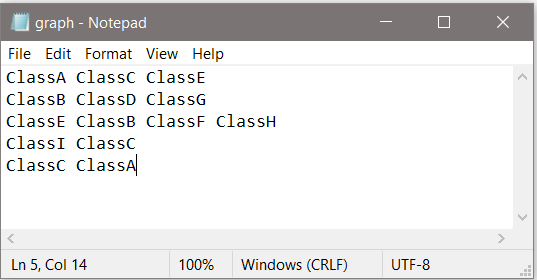 graph - Notepad
File Edit Format View Help
ClassA ClassC ClassE
ClassB ClassD ClassG
ClassE ClassB ClassF ClassH
ClassI ClassC
ClassC ClassA
Ln 5, Col 14 100% Windows (CRLF) UTF-8